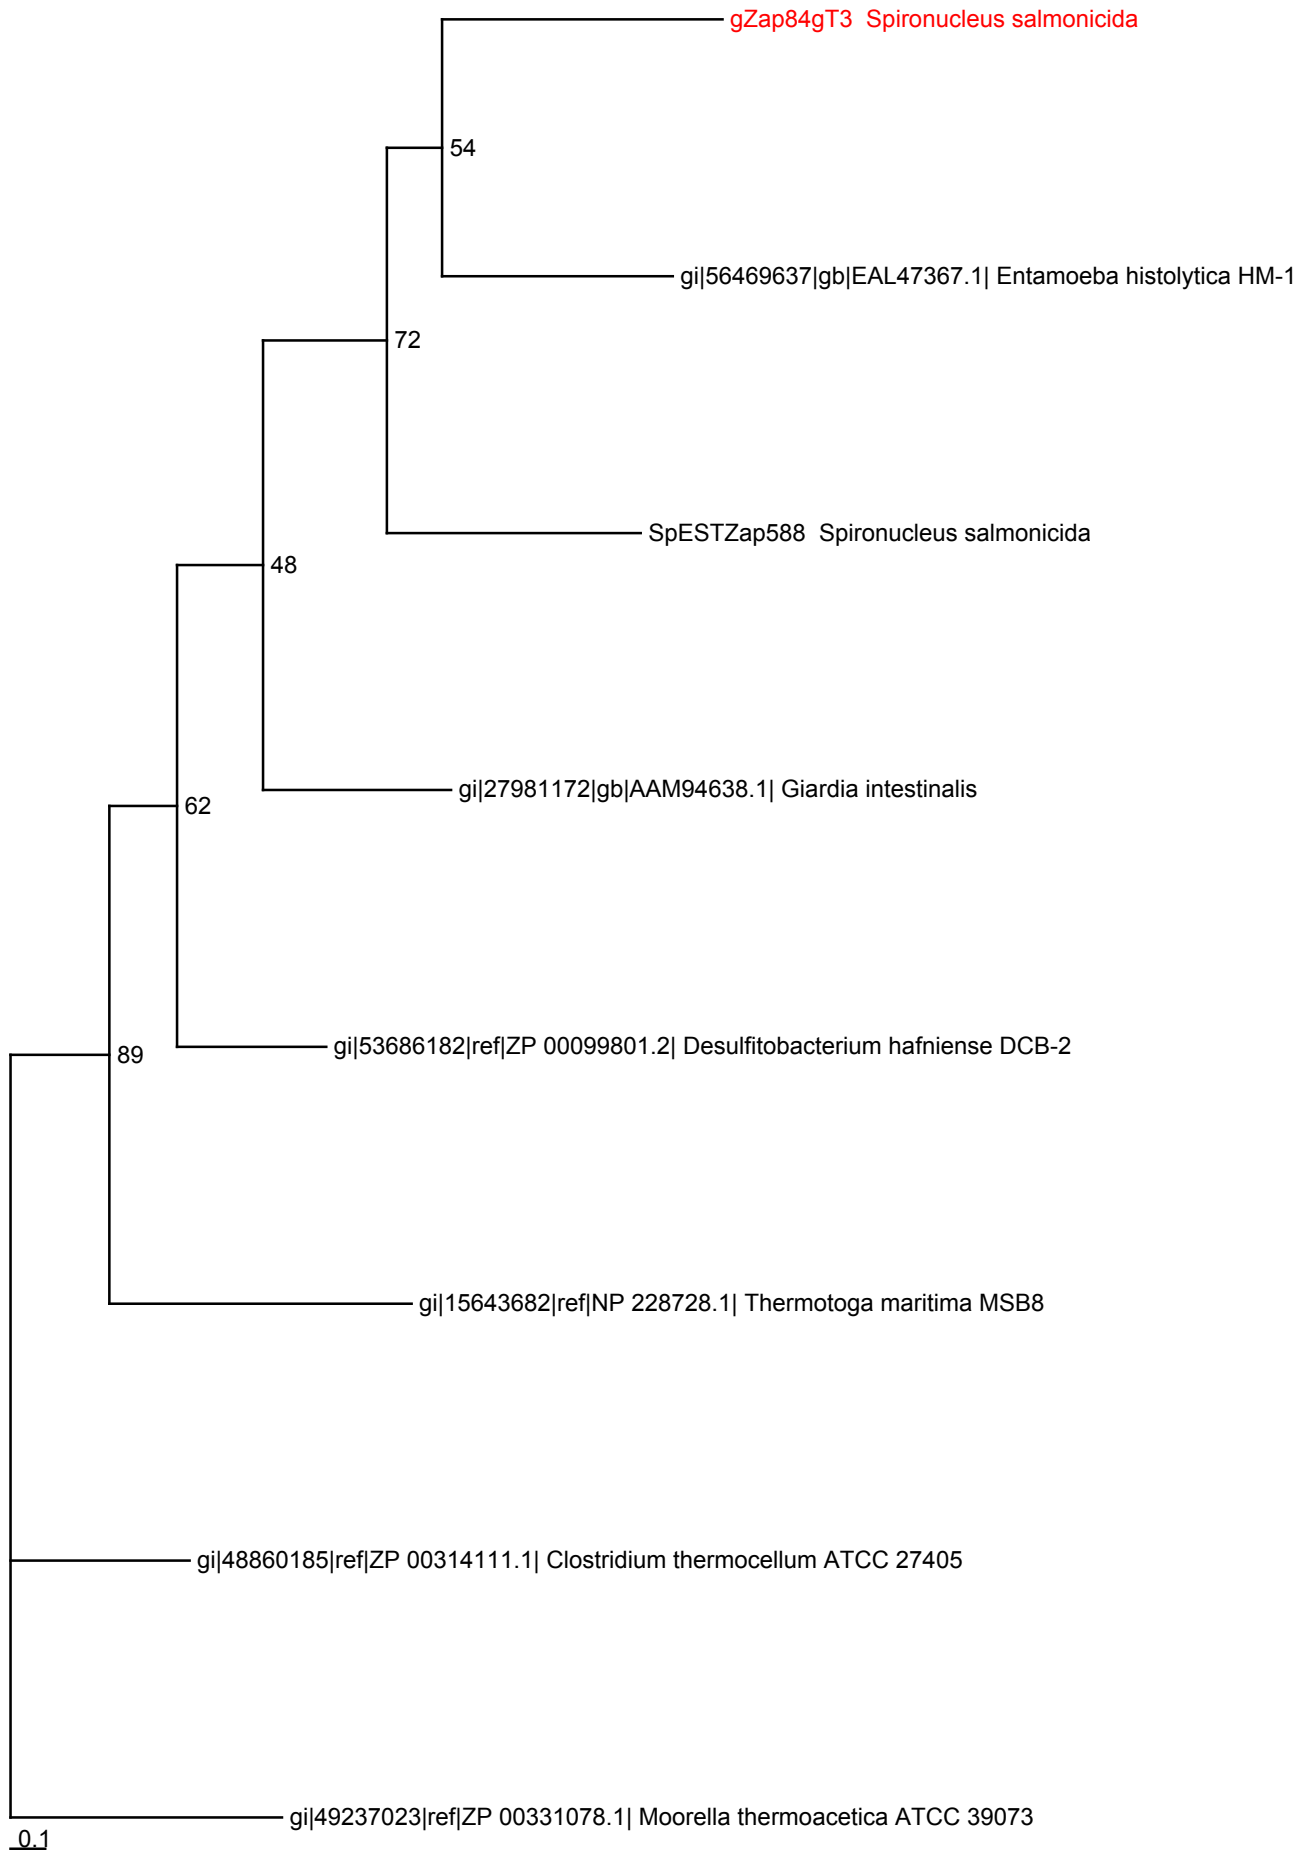 gZap84gT3 Spironucleus salmonicida
54
gi|56469637|gb|EAL47367.1| Entamoeba histolytica HM-1
72
SpESTZap588 Spironucleus salmonicida
48
gi|27981172|gb|AAM94638.1| Giardia intestinalis
62
gi|53686182|ref|ZP 00099801.2| Desulfitobacterium hafniense DCB-2
89
gi|15643682|ref|NP 228728.1| Thermotoga maritima MSB8
gi|48860185|ref|ZP 00314111.1| Clostridium thermocellum ATCC 27405
gi|49237023|ref|ZP 00331078.1| Moorella thermoacetica ATCC 39073
0.1